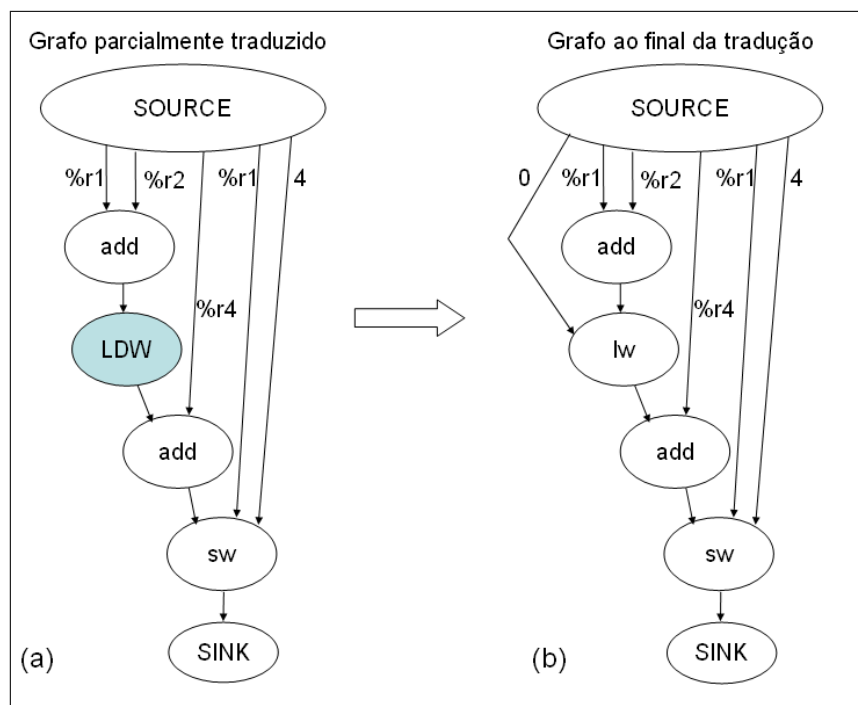 Grafo parcialmente traduzido
SOURCE
%r1
%r2
%r1
4
add
%r4
LDW
add
sw
SINK
(a)
Grafo ao final da tradução
SOURCE
0
%r1
%r2
%r1
4
add
%r4
lw
add
sw
SINK
(b)